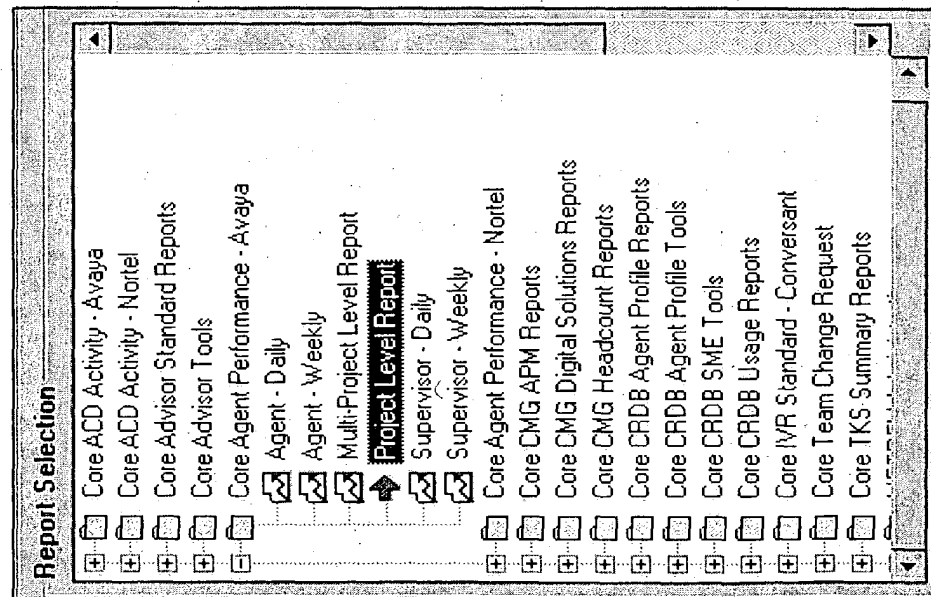 Report Selection
Core ACD Activity - Avaya
Core ACD Activity - Nortel
Core Advisor Standard Reports
Core Advisor Tools
Core Agent Performance - Avaya
Agent - Daily
Agent - Weekly
Multi-Project Level Report
Project Level Report
Supervisor - Daily
Supervisor - Weekly
Core Agent Performance - Nortel
Core CMG APM Reports
Core CMG Digital Solutions Reports
Core CMG Headcount Reports
Core CRDB Agent Profile Reports
Core CRDB Agent Profile Tools
Core CRDB SME Tools
Core CRDB Usage Reports
Core IVR Standard - Conversant
Core Team Change Request
Core TKS Summary Reports